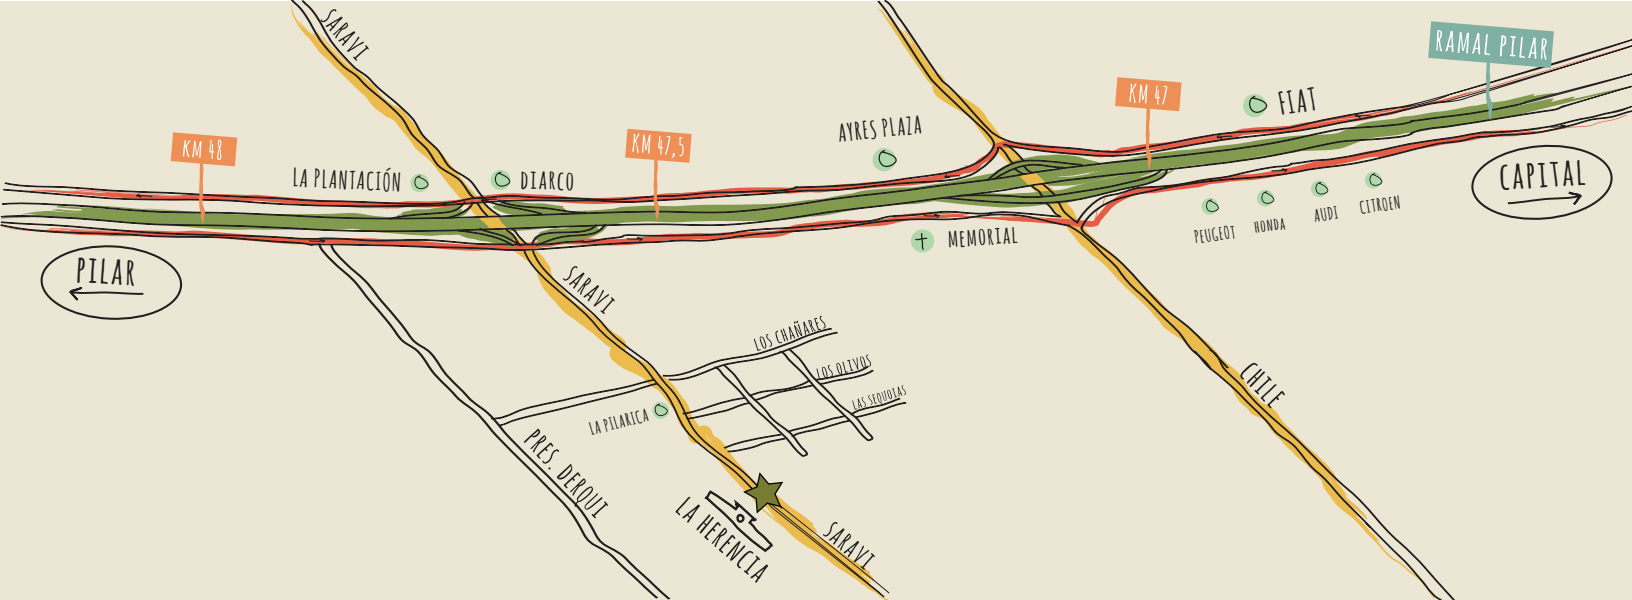 SARAVI
RAMAL PILAR
KM 47
FIAT
AYRES PLAZA
KM 48
KM 47,5
LA PLANTACIÓN
DIARCO
CAPITAL
PEUGEOT
HONDA
AUDI
CITROEN
MEMORIAL
PILAR
SARAVI
LOS CHAÑARES
LOS OLIVOS
LAS SEQUOIAS
LA PILARICA
CHILE
PRES. DERQUI
LA HERENCIA
SARAVI